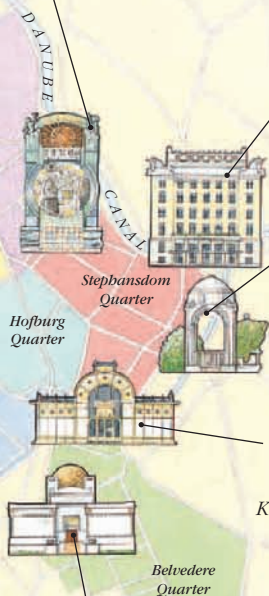 DANUBE
CANAL
Stephansdom
Quarter
Hofburg
Quarter
K
Belvedere
Quarter